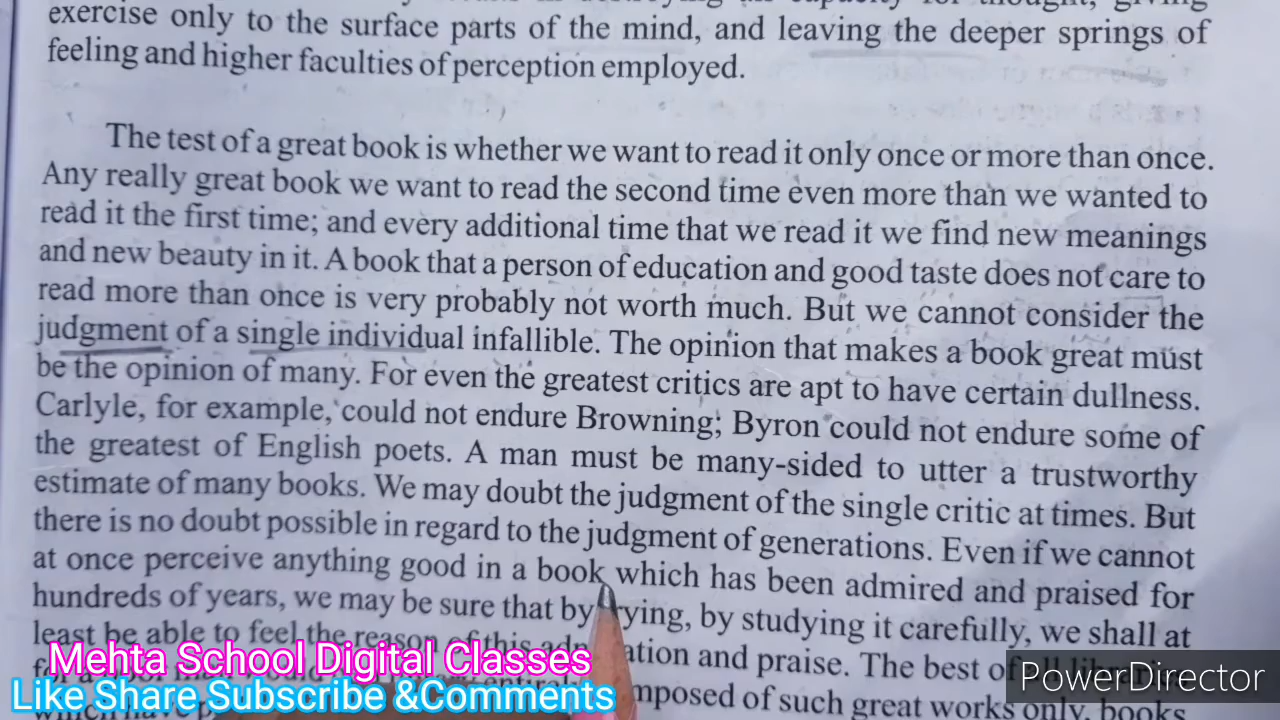 exercise only to the surface parts of the mind, and leaving the deeper springs of
feeling and higher faculties of perception employed.
The test of a great book is whether we want to read it only once or more than once.
Any really great book we want to read the second time even more than we wanted to
read it the first time; and every additional time that we read it we find new meanings
and new beauty in it. A book that a person of education and good taste does not care to
read more than once is very probably not worth much. But we cannot consider the
judgment of a single individual infallible. The opinion that makes a book great must
be the opinion of many. For even the greatest critics are apt to have certain dullness.
Carlyle, for example, could not endure Browning; Byron could not endure some of
the greatest of English poets. A man must be many-sided to utter a trustworthy
estimate of many books. We may doubt the judgment of the single critic at times. But
there is no doubt possible in regard to the judgment of generations. Even if we cannot
at once perceive anything good in a book which has been admired and praised for
hundreds of years, we may be sure that by trying, by studying it carefully, we shall at
least be able to feel the reason of this admiration and praise. The best of
mposed of such great works only, books
Mehta School Digital Classes
Like Share Subscribe &Comments
PowerDirector